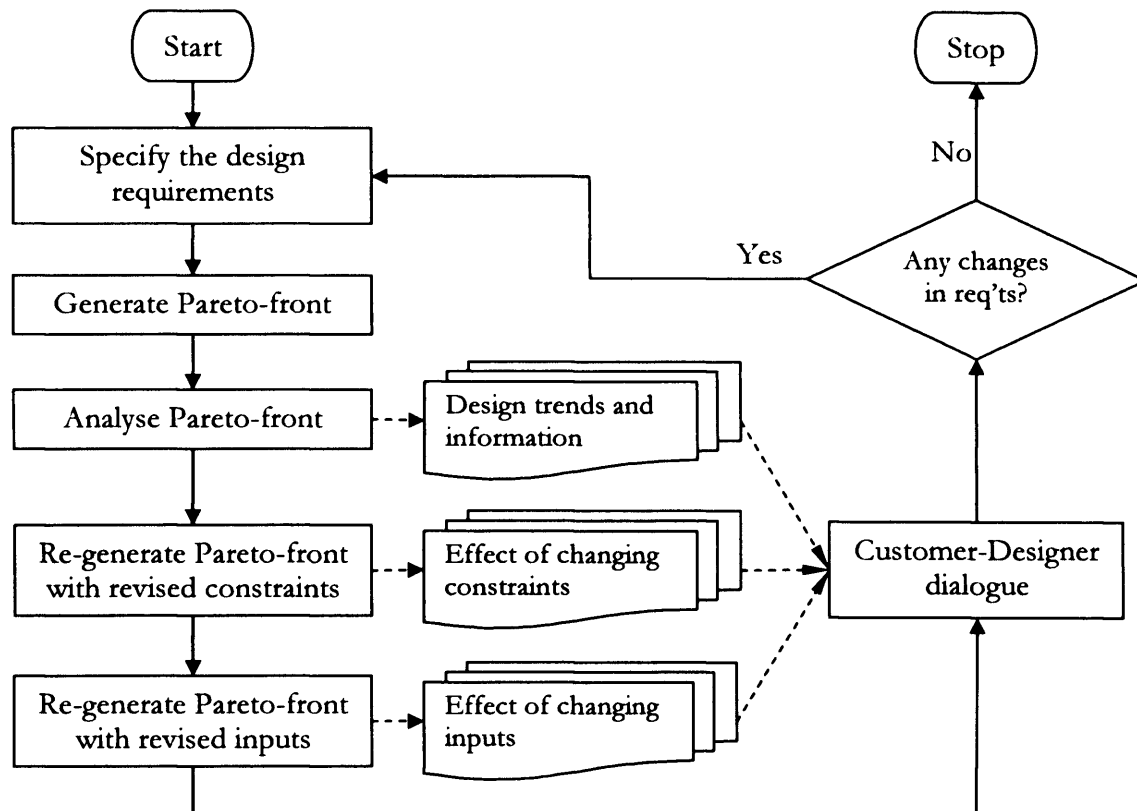 Start
Stop
Specify the design
requirements
No
Yes
Any changes
in req'ts?
Generate Pareto-front
Analyse Pareto-front
Design trends and
information
Re-generate Pareto-front
with revised constraints
Effect of changing
constraints
Customer-Designer
dialogue
Re-generate Pareto-front
with revised inputs
Effect of changing
inputs